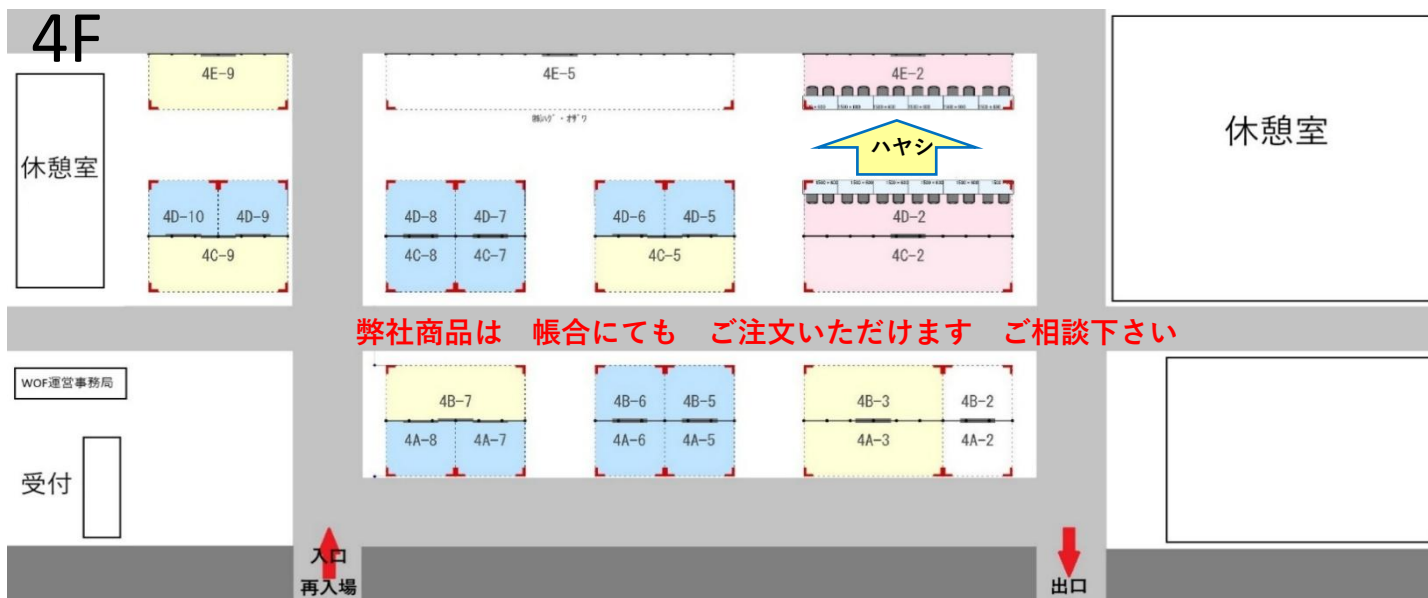 4F
4E-9
4E-5
4E-2
ハヤシ
休憩室
休憩室
4D-10 4D-9
4D-8 4D-7
4D-6 4D-5
4D-2
4C-9
4C-8 4C-7
4C-5
4C-2
弊社商品は 帳合にても ご注文いただけます ご相談下さい
WOF運営事務局
4B-7
4B-6 4B-5
4B-3 4B-2
4A-8 4A-7
4A-6 4A-5
4A-3 4A-2
受付
入口
再入場
出口